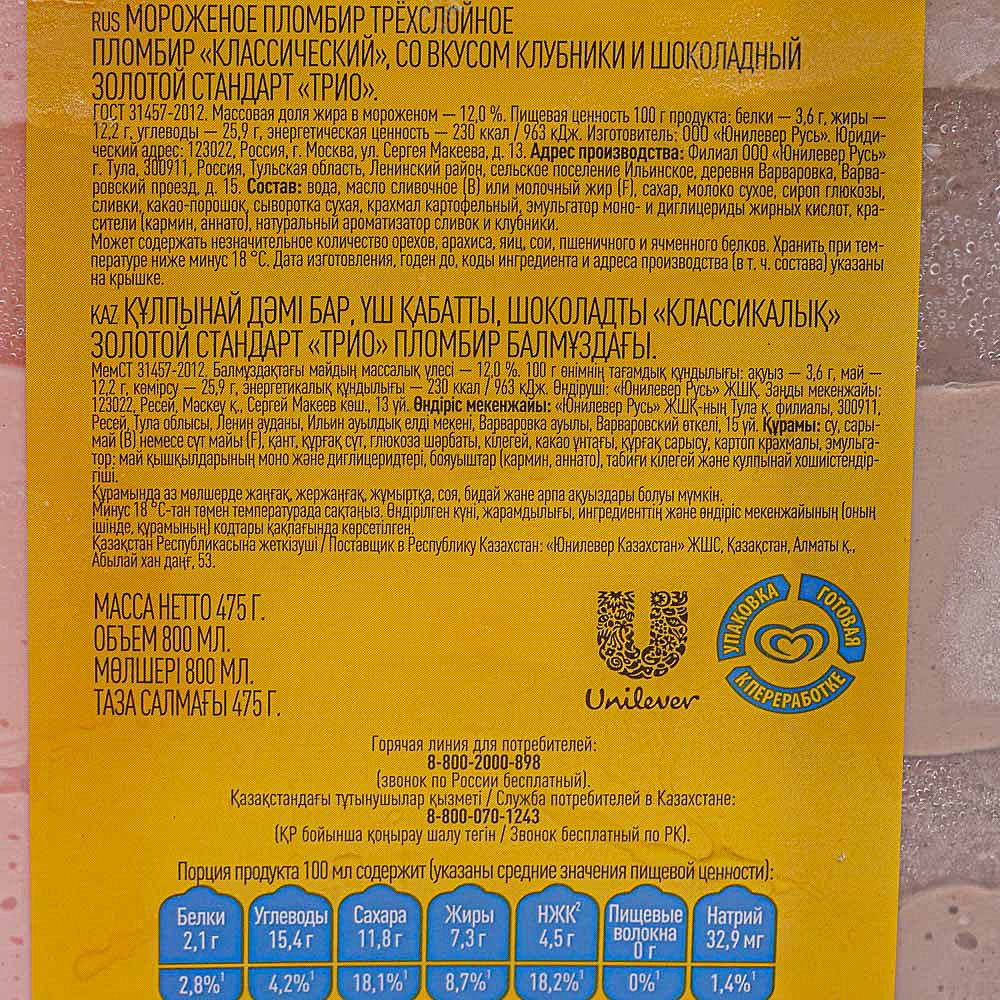 RUS МОРОЖЕНОЕ ПЛОМБИР ТРЁХСЛОЙНОЕ
ПЛОМБИР «КЛАССИЧЕСКИЙ», СО ВКУСОМ КЛУБНИКИ И ШОКОЛАДНЫЙ
ЗОЛОТОЙ СТАНДАРТ «ТРИО».
ГОСТ 31457-2012. Массовая доля жира в мороженом — 12,0 %. Пищевая ценность 100 г продукта: белки — 3,6 г, жиры —
12,2 г, углеводы — 25,9 г, энергетическая ценность — 230 ккал / 963 кДж. Изготовитель: ООО «Юнилевер Русь». Юриди-
ческий адрес: 123022, Россия, г. Москва, ул. Сергея Макеева, д. 13. Адрес производства: Филиал ООО «Юнилевер Русь»
г. Тула, 300911, Россия, Тульская область, Ленинский район, сельское поселение Ильинское, деревня Варваровка, Варва-
ровский проезд, д. 15. Состав: вода, масло сливочное (B) или молочный жир (F), сахар, молоко сухое, сироп глюкозы,
сливки, какао-порошок, сыворотка сухая, крахмал картофельный, эмульгатор моно- и диглицериды жирных кислот, кра-
сители (кармин, аннато), натуральный ароматизатор сливок и клубники.
Может содержать незначительное количество орехов, арахиса, яиц, сои, пшеничного и ячменного белков. Хранить при тем-
пературе ниже минус 18 °С. Дата изготовления, годен до, коды ингредиента и адреса производства (в т. ч. состава) указаны
на крышке.
KAZ ҚҰЛПЫНАЙ ДӘМІ БАР, ҮШ ҚАБАТТЫ, ШОКОЛАДТЫ «КЛАССИКАЛЫҚ»
ЗОЛОТОЙ СТАНДАРТ «ТРИО» ПЛОМБИР БАЛМҰЗДАҒЫ.
МемСТ 31457-2012. Балмұздақтағы майдың массалық үлесі — 12,0 %. 100 г өнімнің тағамдық құндылығы: ақуыз — 3,6 г, май —
12,2 г, көмірсу — 25,9 г, энергетикалық құндылығы — 230 ккал / 963 кДж. Өндіруші: «Юнилевер Русь» ЖШҚ. Заңды мекенжайы:
123022, Ресей, Мәскеу қ., Сергей Макеев көш., 13 үй. Өндіріс мекенжайы: «Юнилевер Русь» ЖШҚ-ның Тула қ. филиалы, 300911,
Ресей, Тула облысы, Ленин ауданы, Ильин ауылдық елді мекені, Варваровка ауылы, Варваровский өткелі, 15 үй. Құрамы: су, сары-
май (B) немесе сүт майы (F), қант, құрғақ сүт, глюкоза шәрбаты, кілегей, какао ұнтағы, құрғақ сарысу, картоп крахмалы, эмульга-
тор: май қышқылдарының моно және диглицеридтері, бояуыштар (кармин, аннато), табиғи кілегей және кулпынай хошиістендір-
гіші.
Құрамында аз мөлшерде жаңғақ, жержаңғақ, жұмыртқа, соя, бидай және арпа ақуыздары болуы мүмкін.
Минус 18 °С-тан төмен температурада сақтаңыз. Өндірілген күні, жарамдылығы, ингредиенттің және өндіріс мекенжайының (оның
ішінде, құрамының) кодтары қақпағында көрсетілген.
Қазақстан Республикасына жеткізуші / Поставщик в Республику Казахстан: «Юнилевер Казахстан» ЖШС, Қазақстан, Алматы қ.,
Абылай хан даңғ, 53.
МАССА НЕТТО 475 Г.
ОБЪЕМ 800 МЛ.
МӨЛШЕРІ 800 МЛ.
ТАЗА САЛМАҒЫ 475 Г.
Unilever
УПАКОВКА ГОТОВАЯ К ПЕРЕРАБОТКЕ
Горячая линия для потребителей:
8-800-2000-898
(звонок по России бесплатный).
Қазақстандағы тұтынушылар қызметі / Служба потребителей в Казахстане:
8-800-070-1243
(ҚР бойынша қоңырау шалу тегін / Звонок бесплатный по РК).
Порция продукта 100 мл содержит (указаны средние значения пищевой ценности):
Белки Углеводы Сахара Жиры НЖК² Пищевые волокна Натрий
2,1 г 15,4 г 11,8 г 7,3 г 4,5 г 0 г 32,9 мг
2,8%¹ 4,2%¹ 18,1%¹ 8,7%¹ 18,2%¹ 0%¹ 1,4%¹